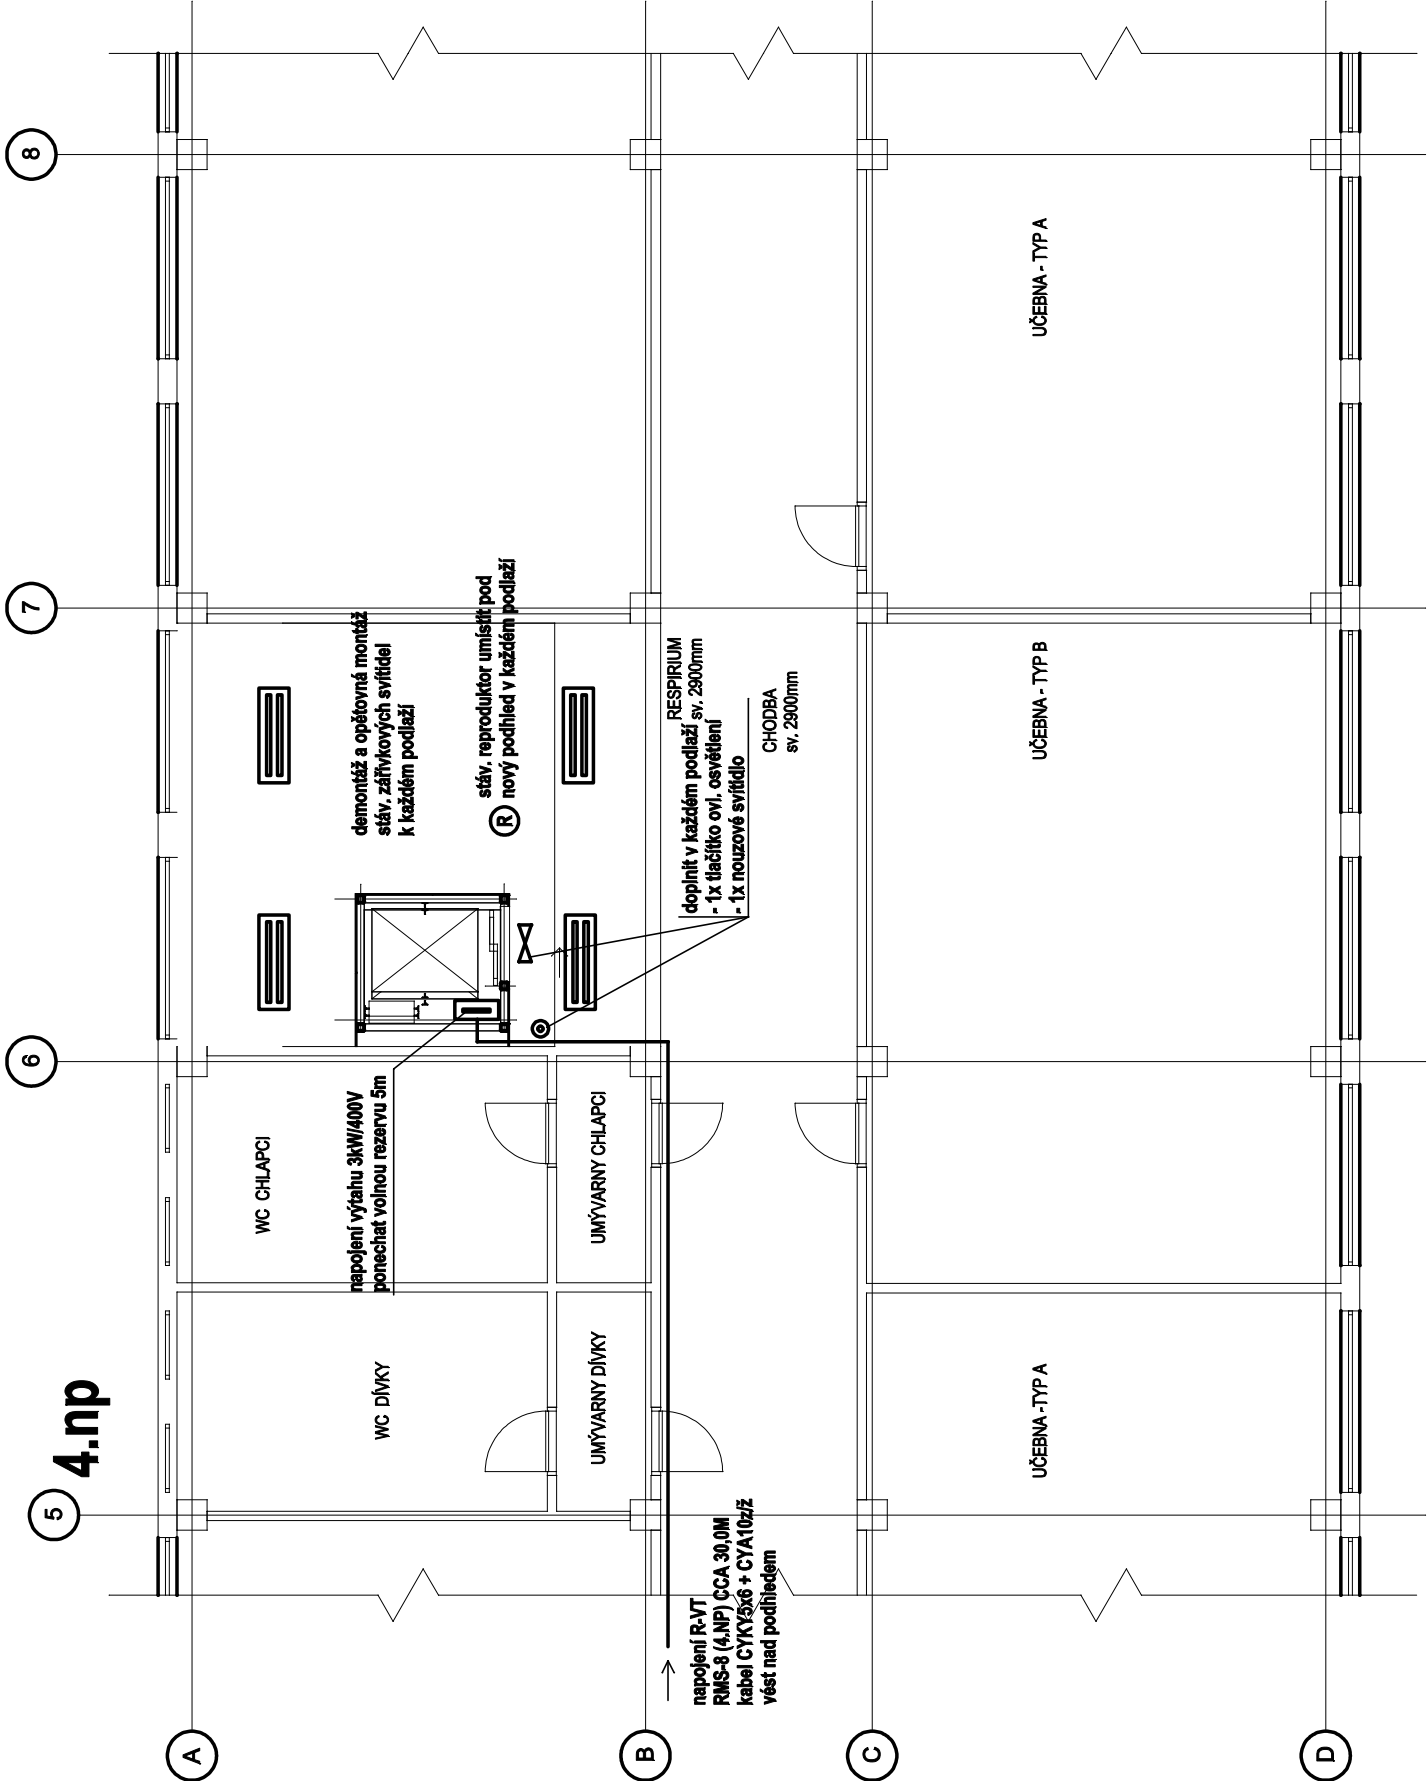 4.np
8
7
6
5
A
B
C
D
demontáž a opětovná montáž
stáv. zářivkových svítidel
k každém podlaží
stáv. reproduktor umístit pod
nový podhled v každém podlaží
R
RESPIRIUM
sv. 2900mm
doplnit v každém podlaží
- 1x tlačítko ovl. osvětlení
- 1x nouzové svítidlo
CHODBA
sv. 2900mm
UČEBNA - TYP A
UČEBNA - TYP B
UČEBNA -TYP A
WC CHLAPCI
napojení výtahu 3kW/400V
ponechat volnou rezervu 5m
UMÝVARNY CHLAPCI
WC DÍVKY
UMÝVARNY DÍVKY
napojení R-VT
RMS-8 (4.NP) CCA 30,0M
kabel CYKY5x6 + CYA10z/ž
vést nad podhledem